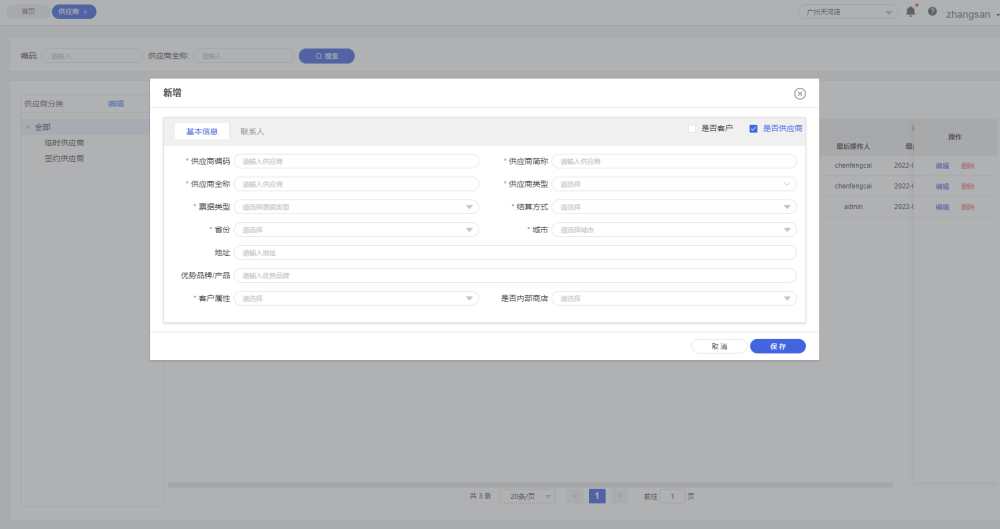 首页 供应商 × 广州天河店 zhangsan
编码: 请输入 供应商全称: 请输入 搜索
新增
供应商分类 编辑
基本信息 联系人 是否客户 是否供应商
全部
临时供应商
签约供应商
* 供应商编码 请输入供应商 * 供应商简称 请输入供应商
* 供应商全称 请输入供应商 * 供应商类型 请选择
* 票据类型 请选择票据类型 * 结算方式 请选择
* 省份 请选择 * 城市 请选择城市
地址 请输入地址
优势品牌/产品 请输入优势品牌
* 客户属性 请选择 是否内部商店 请选择
取消 保存
最后操作人 操作
chenfengcai 2022-0 编辑 删除
chenfengcai 2022-0 编辑 删除
admin 2022-0 编辑 删除
共 3 条 20条/页 1 前往 1 页